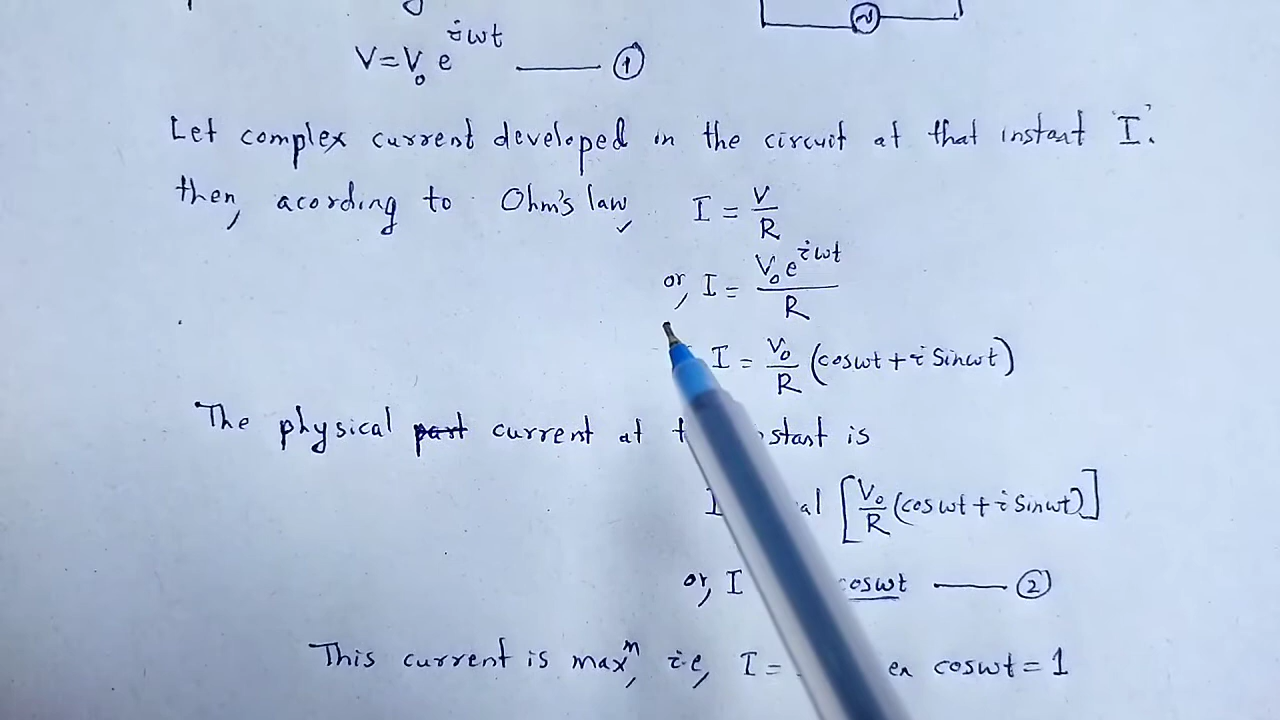 V = V₀ e^iωt ——— ①
Let complex current developed in the circuit at that instant 'I'.
then, acording to Ohm's law, I = V/R
or, I = V₀e^iωt / R
I = V₀/R (cosωt + i Sinωt)
The physical part current at instant is
I [V₀/R (cosωt + i Sinωt)]
or, I cosωt ——— ②
This current is maxᵐ, i.e, I = cosωt = 1